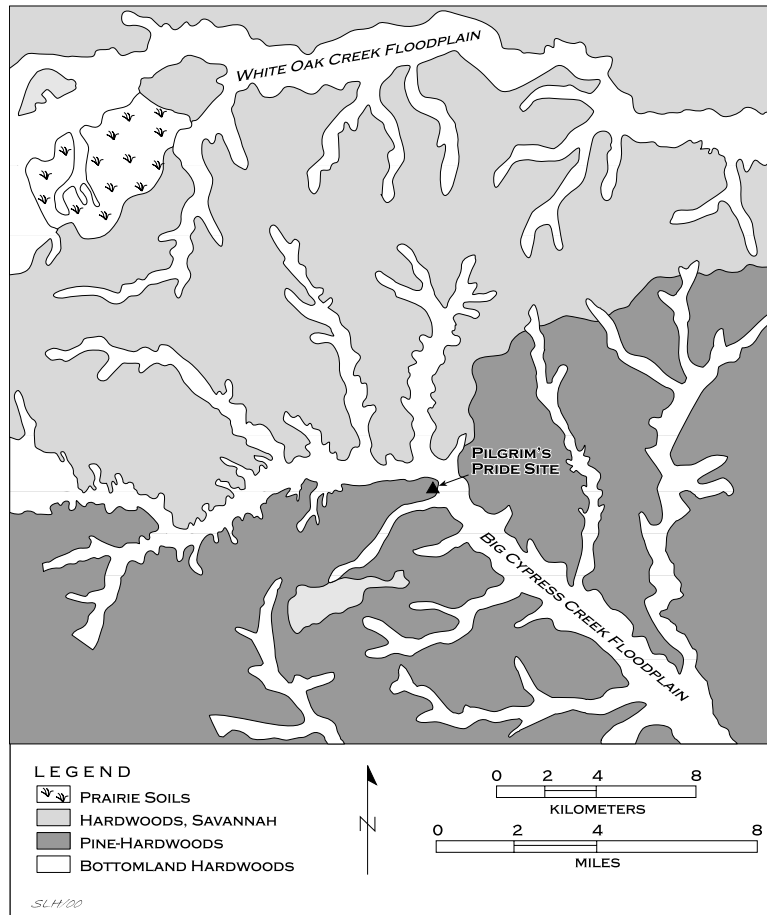 WHITE OAK CREEK FLOODPLAIN
PILGRIM'S
PRIDE SITE
BIG CYPRESS CREEK FLOODPLAIN
LEGEND
PRAIRIE SOILS
HARDWOODS, SAVANNAH
PINE-HARDWOODS
BOTTOMLAND HARDWOODS
N
0 2 4 8
KILOMETERS
0 2 4 8
MILES
SLH/00